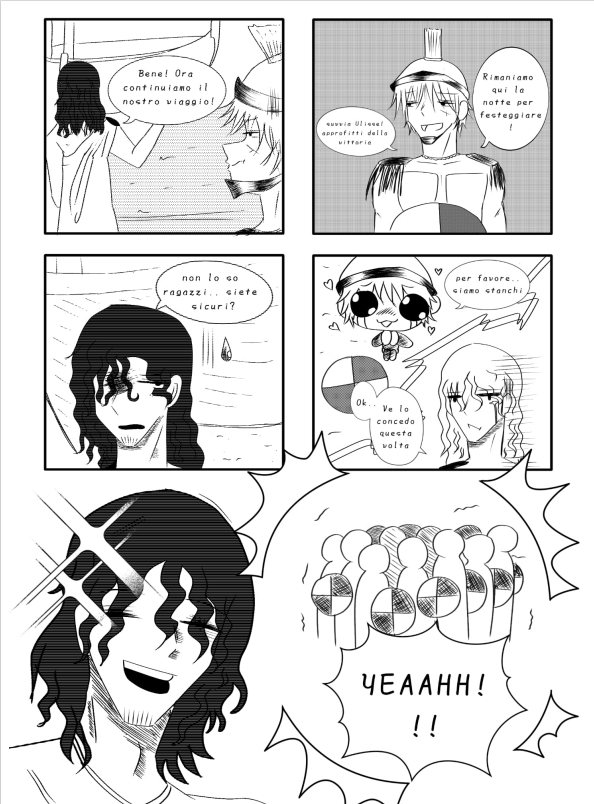 Bene! Ora
continuiamo il
nostro viaggio!
Rimaniamo
qui la
notte per
festeggiare
!
suvvia Ulisse!
approfitti della
vittoria
non lo so
ragazzi.. siete
sicuri?
per favore..
siamo stanchi
Ok..
Ve lo
concedo
questa
volta
YEAAHH!
!!